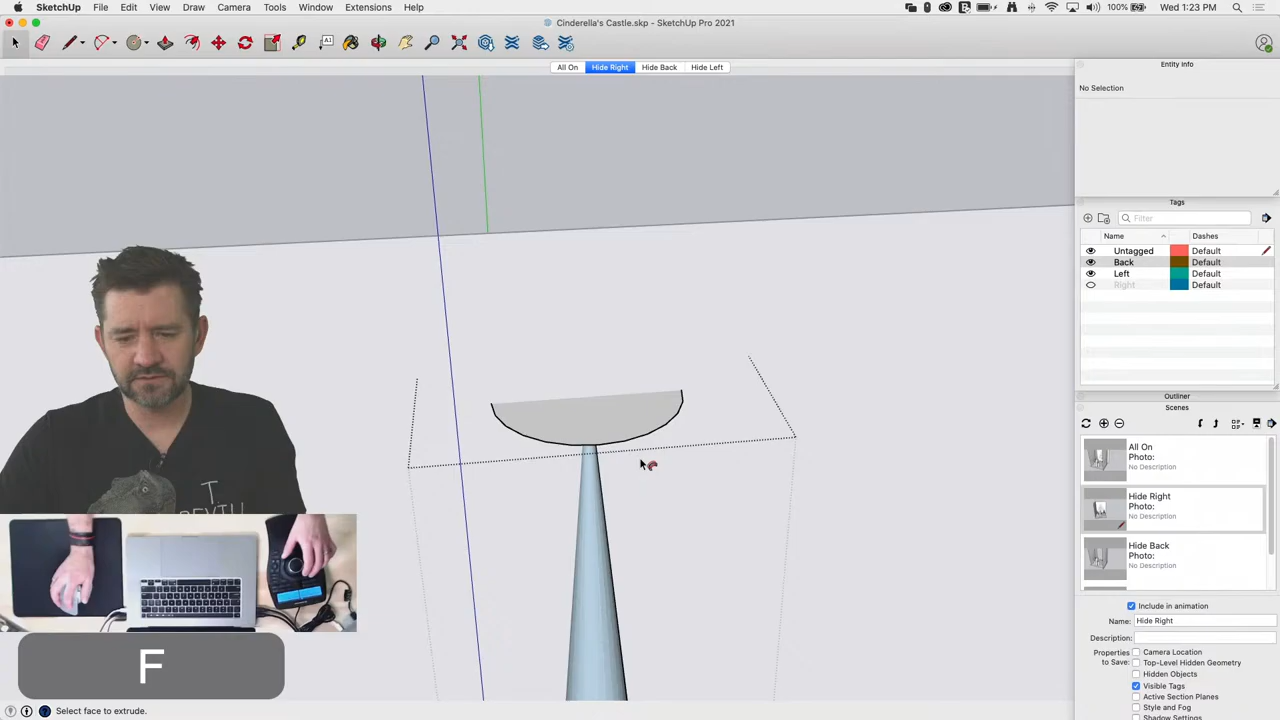 SketchUp File Edit View Draw Camera Tools Window Extensions Help 100% Wed 1:23 PM
Cinderella's Castle.skp - SketchUp Pro 2021
All On Hide Right Hide Back Hide Left
Entity Info
No Selection
Tags
Filter
Name Dashes
Untagged Default
Back Default
Left Default
Right Default
Outliner
Scenes
All On
Photo:
No Description
Hide Right
Photo:
No Description
Hide Back
Photo:
No Description
Include in animation
Name: Hide Right
Description:
Properties to Save:
Camera Location
Top-Level Hidden Geometry
Hidden Objects
Visible Tags
Active Section Planes
Style and Fog
Shadow Settings
T
F
Select face to extrude.